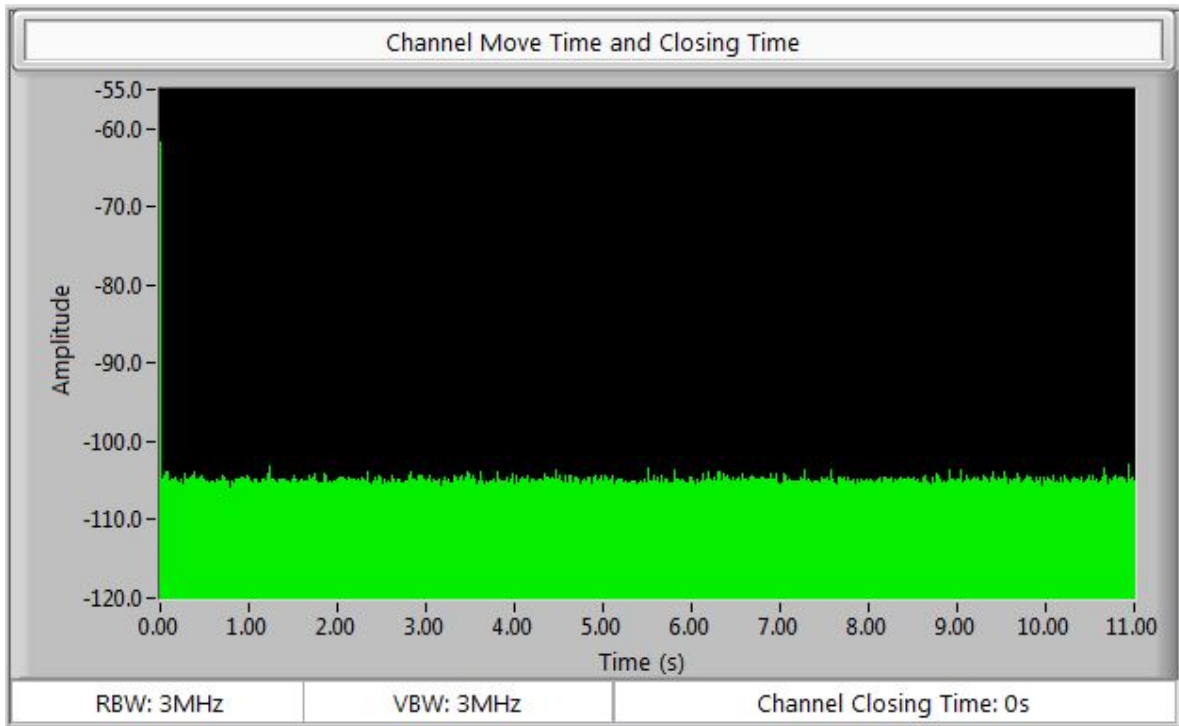 Channel Move Time and Closing Time
-55.0
-60.0
-70.0
-80.0
-90.0
-100.0
-110.0
-120.0
Amplitude
0.00 1.00 2.00 3.00 4.00 5.00 6.00 7.00 8.00 9.00 10.00 11.00
Time (s)
RBW: 3MHz VBW: 3MHz Channel Closing Time: 0s